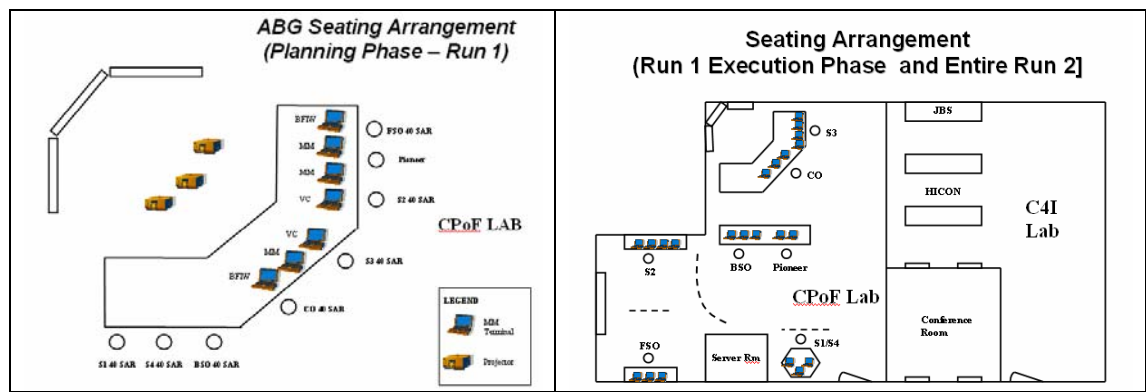 ABG Seating Arrangement
(Planning Phase – Run 1)
BFIW
MM
MM
VC
VC
MM
BFIW
FSO 40 SAR
Pioneer
S2 40 SAR
CPoF LAB
S3 40 SAR
CO 40 SAR
S1 40 SAR
S4 40 SAR
BSO 40 SAR
LEGEND
MM
Terminal
Projector
Seating Arrangement
(Run 1 Execution Phase and Entire Run 2]
S3
CO
JBS
HICON
C4I
Lab
S2
BSO
Pioneer
CPoF Lab
FSO
Server Rm
S1/S4
Conference
Room